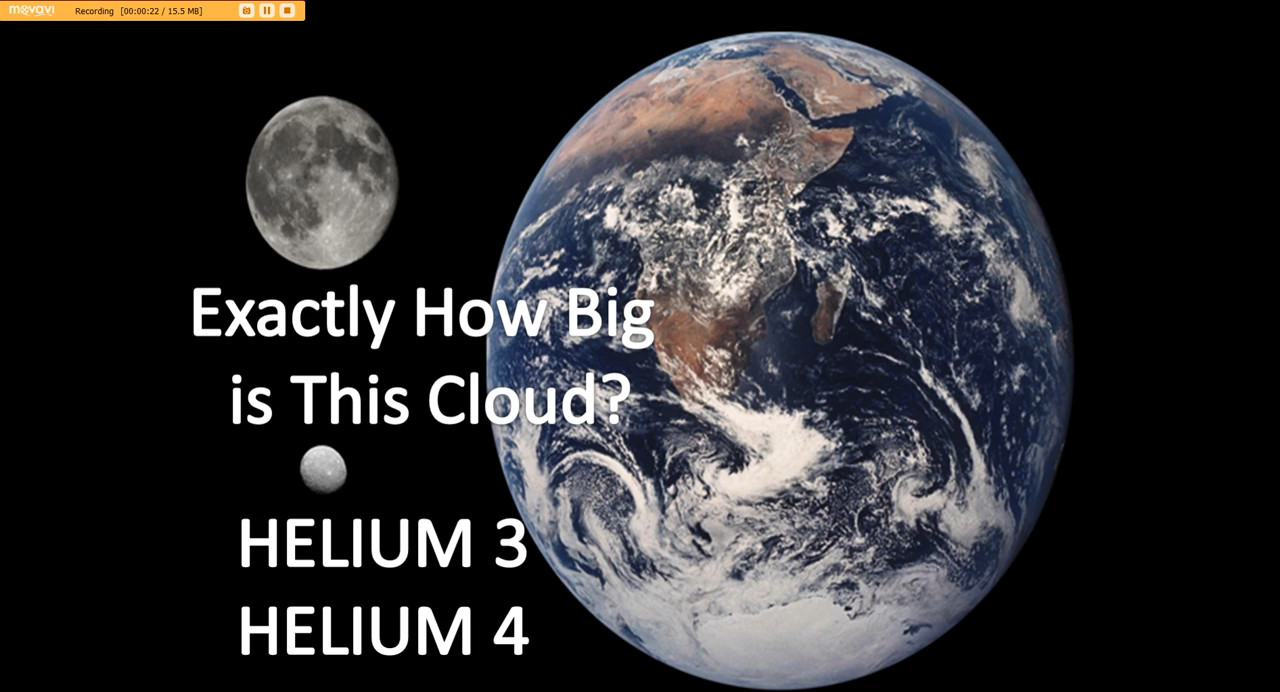 movavi Recording [00:00:22 / 15.5 MB]
Exactly How Big
is This Cloud?
HELIUM 3
HELIUM 4